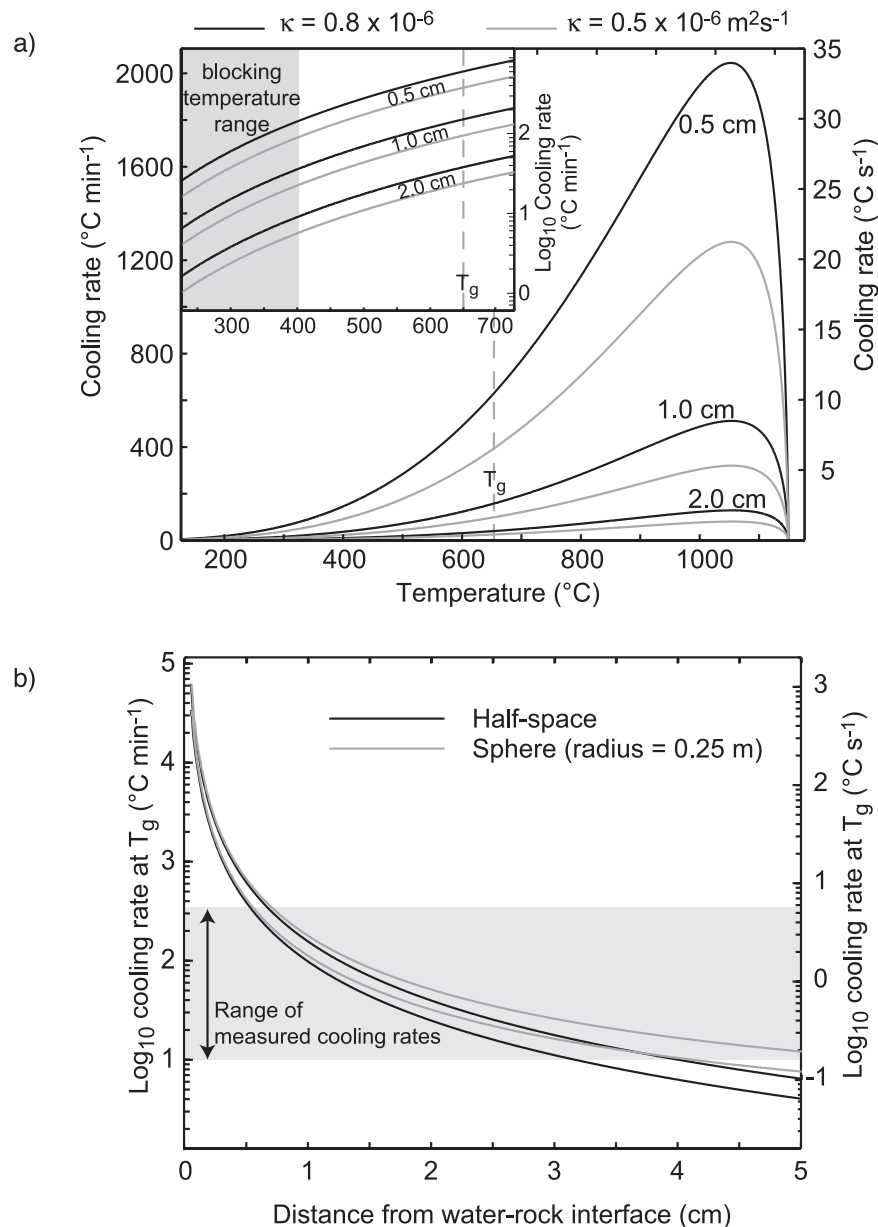 a)
κ = 0.8 x 10-6
κ = 0.5 x 10-6 m2s-1
Cooling rate (°C min-1)
2000
1800
1600
1400
1200
1000
800
600
400
200
0
blocking
temperature
range
0.5 cm
1.0 cm
2.0 cm
Tg
300
400
500
600
700
2
1
0
Log10 Cooling rate
(°C min-1)
0.5 cm
1.0 cm
2.0 cm
Tg
35
30
25
20
15
10
5
Cooling rate (°C s-1)
200
400
600
800
1000
Temperature (°C)
b)
Log10 cooling rate at Tg (°C min-1)
5
4
3
2
1
Half-space
Sphere (radius = 0.25 m)
Range of
measured cooling rates
3
2
1
0
-1
Log10 cooling rate at Tg (°C s-1)
0
1
2
3
4
5
Distance from water-rock interface (cm)